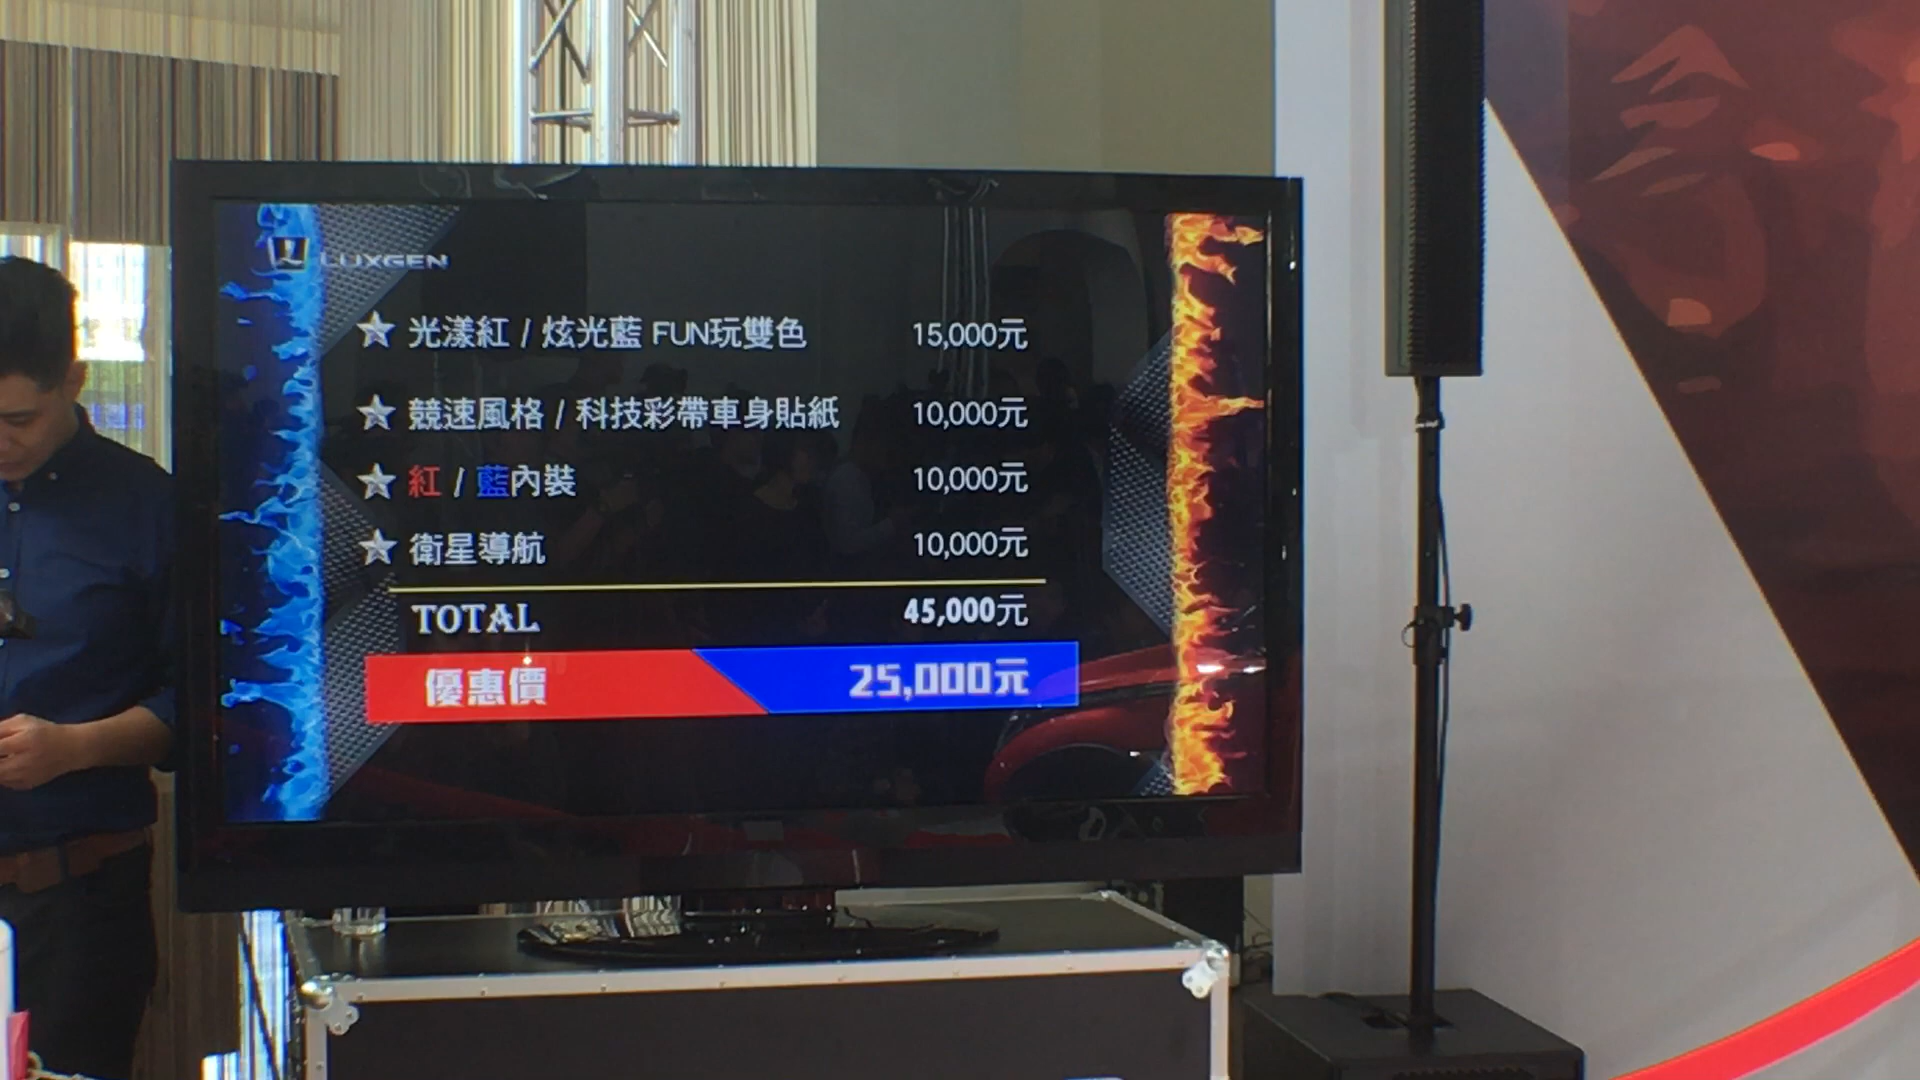 LUXGEN
★ 光漾紅 / 炫光藍 FUN玩雙色 15,000元
★ 競速風格 / 科技彩帶車身貼紙 10,000元
★ 紅 / 藍內裝 10,000元
★ 衛星導航 10,000元
TOTAL 45,000元
優惠價 25,000元